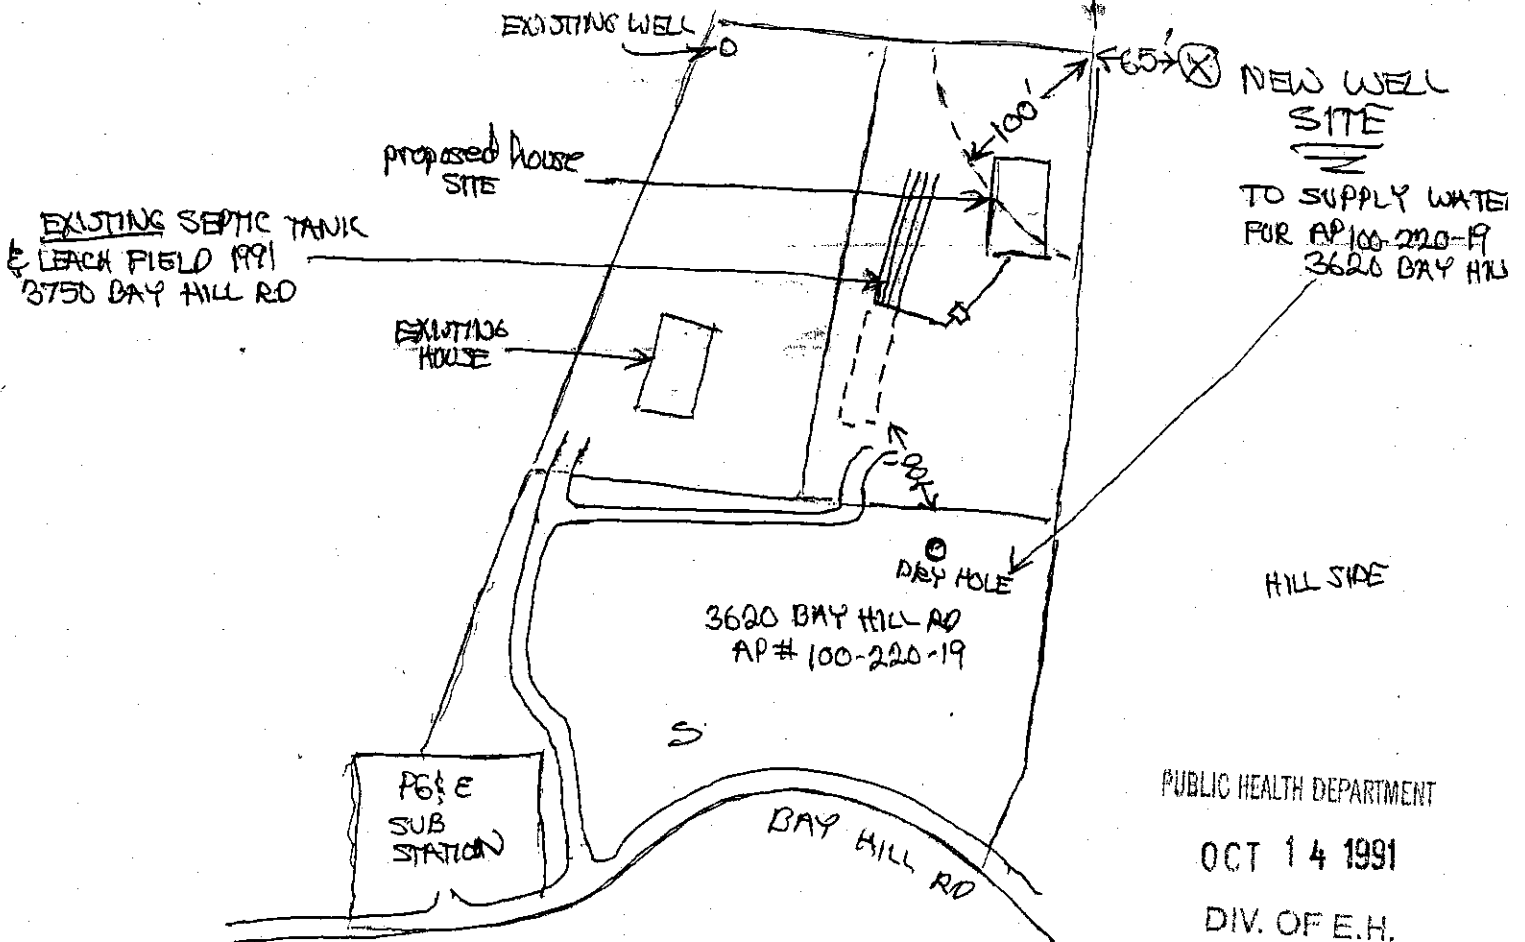 EXISTING WELL
65'
NEW WELL
SITE
100'
proposed House
SITE
TO SUPPLY WATE
FOR AP 100-220-19
3620 BAY HILL
EXISTING SEPTIC TANK
& LEACH FIELD 1991
3750 BAY HILL RD
EXISTING
HOUSE
DRY HOLE
HILL SIDE
3620 BAY HILL RD
AP# 100-220-19
S
PG&E
SUB
STATION
BAY HILL RD
PUBLIC HEALTH DEPARTMENT
OCT 14 1991
DIV. OF E.H.